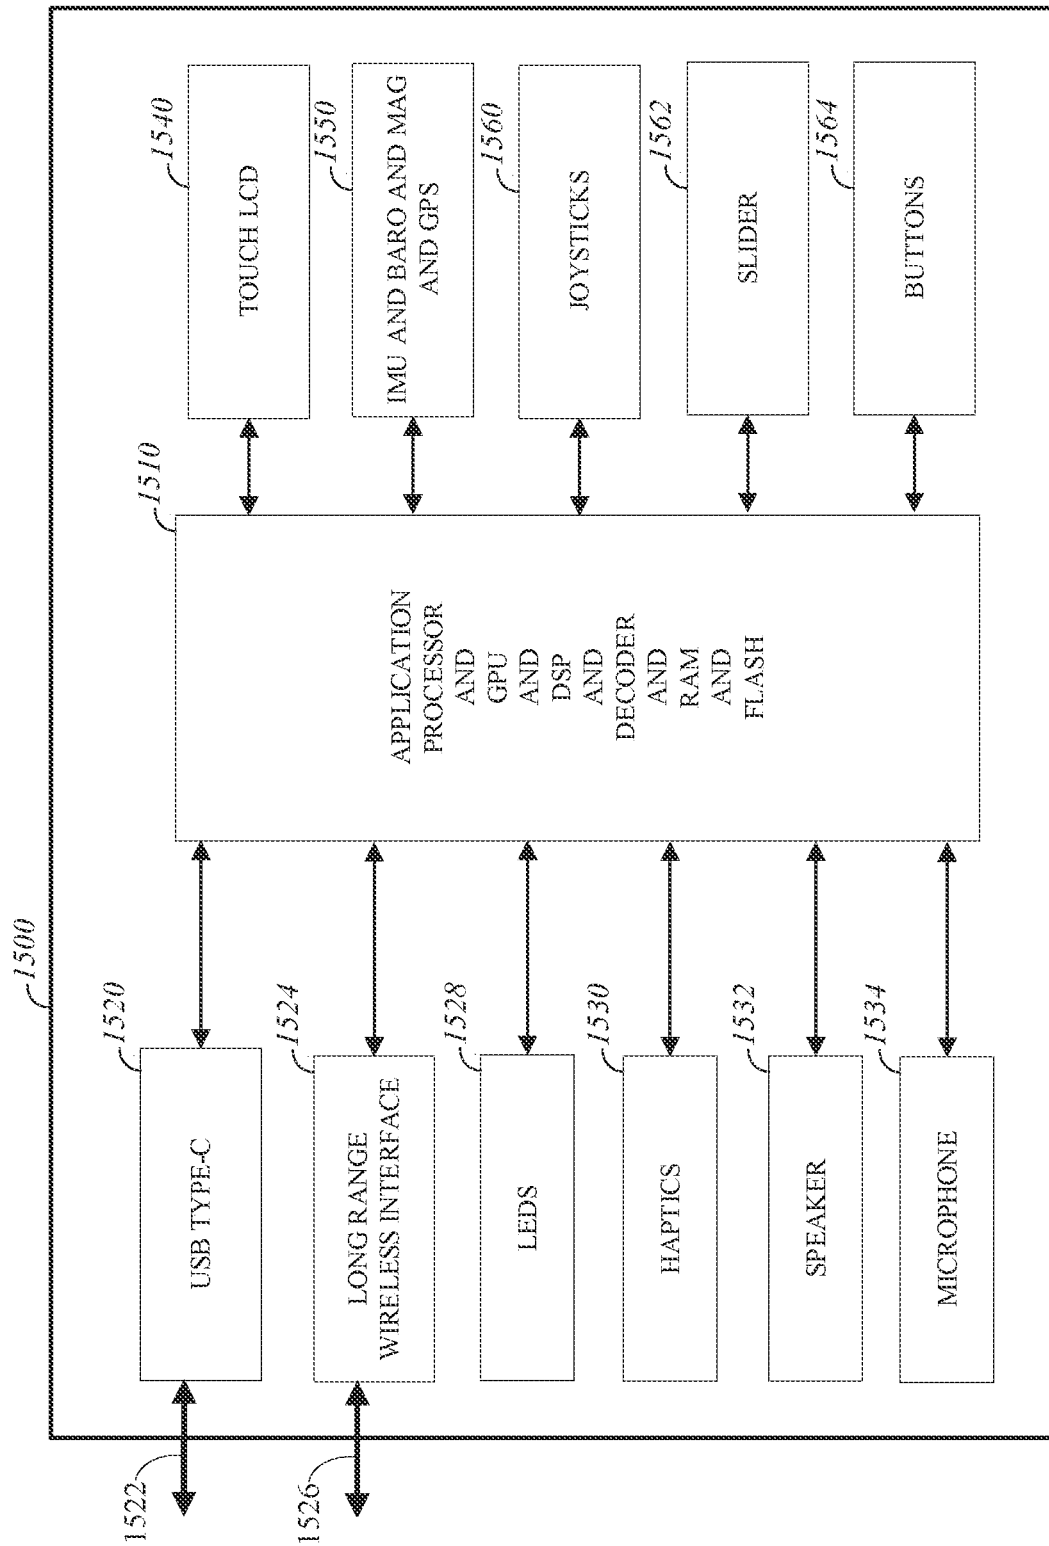 1500
1510
1520
USB TYPE-C
1522
1524
LONG RANGE
WIRELESS INTERFACE
1526
1528
LEDS
1530
HAPTICS
1532
SPEAKER
1534
MICROPHONE
APPLICATION
PROCESSOR
AND
GPU
AND
DSP
AND
DECODER
AND
RAM
AND
FLASH
1540
TOUCH LCD
1550
IMU AND BARO AND MAG
AND GPS
1560
JOYSTICKS
1562
SLIDER
1564
BUTTONS